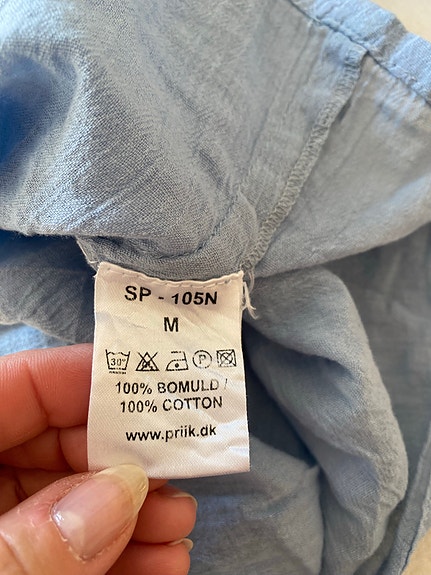 SP - 105N
M
30° P
100% BOMULD /
100% COTTON
www.priik.dk